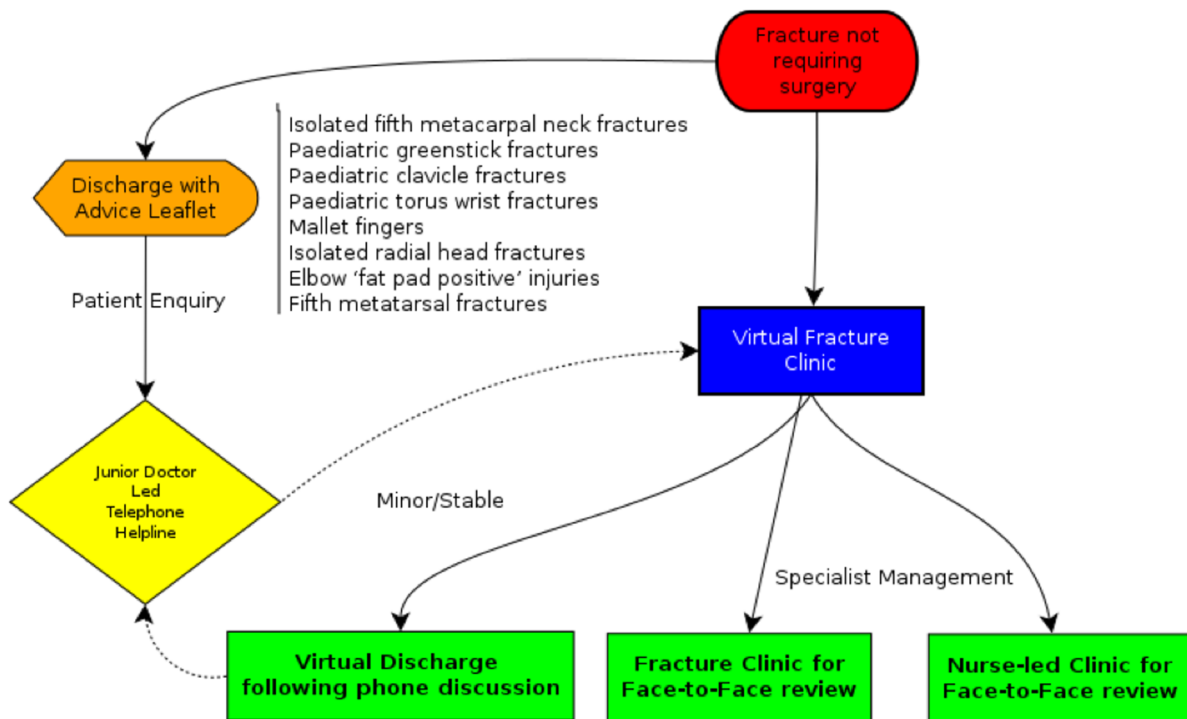 Fracture not
requiring
surgery
Isolated fifth metacarpal neck fractures
Paediatric greenstick fractures
Paediatric clavicle fractures
Paediatric torus wrist fractures
Mallet fingers
Isolated radial head fractures
Elbow ‘fat pad positive’ injuries
Fifth metatarsal fractures
Discharge with
Advice Leaflet
Patient Enquiry
Virtual Fracture
Clinic
Junior Doctor
Led
Telephone
Helpline
Minor/Stable
Specialist Management
Virtual Discharge
following phone discussion
Fracture Clinic for
Face-to-Face review
Nurse-led Clinic for
Face-to-Face review